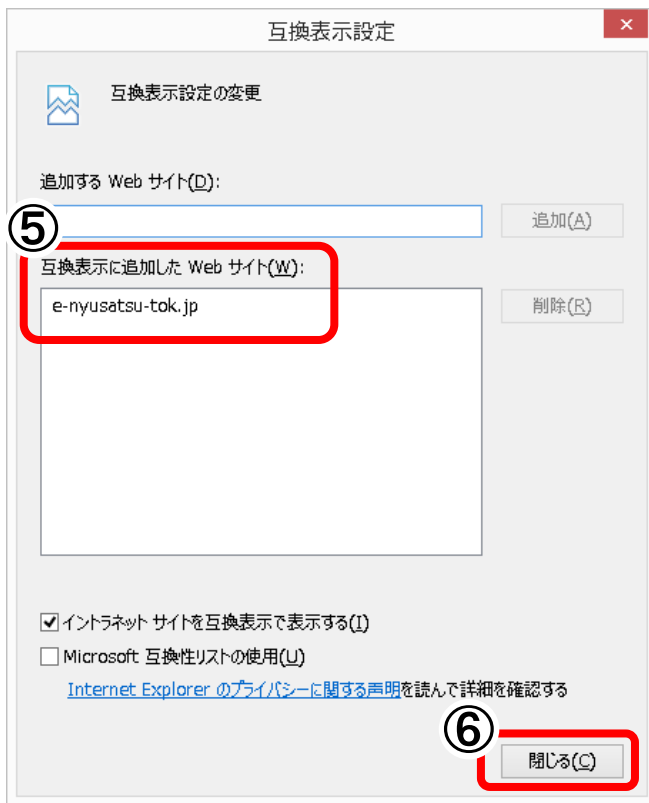 互換表示設定
互換表示設定の変更
追加する Web サイト(D):
⑤
追加(A)
互換表示に追加した Web サイト(W):
e-nyusatsu-tok.jp
削除(R)
イントラネット サイトを互換表示で表示する(I)
Microsoft 互換性リストの使用(U)
Internet Explorer のプライバシーに関する声明を読んで詳細を確認する
⑥
閉じる(C)